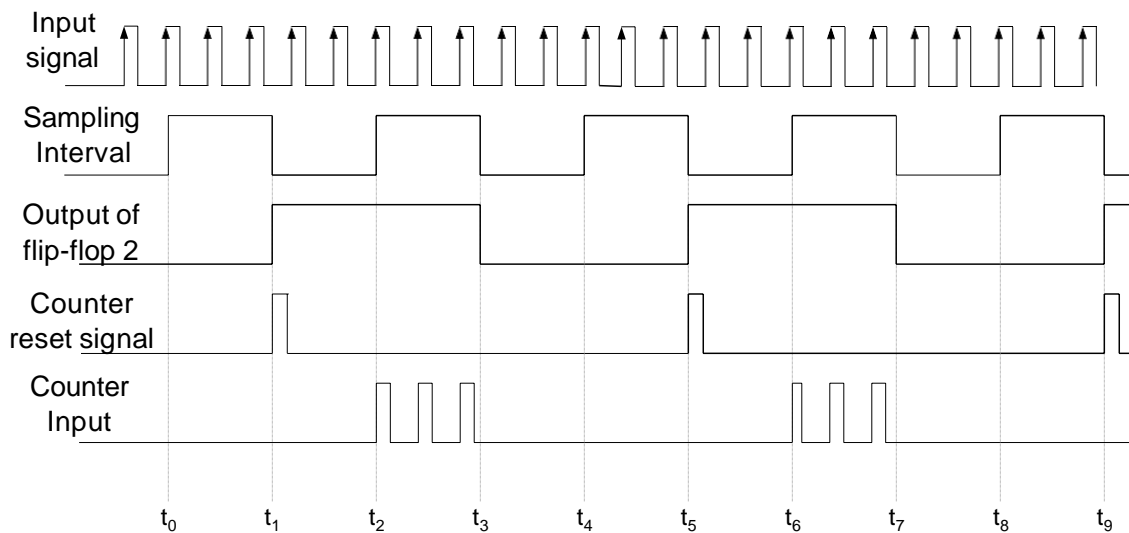 Input
signal
Sampling
Interval
Output of
flip-flop 2
Counter
reset signal
Counter
Input
t0 t1 t2 t3 t4 t5 t6 t7 t8 t9